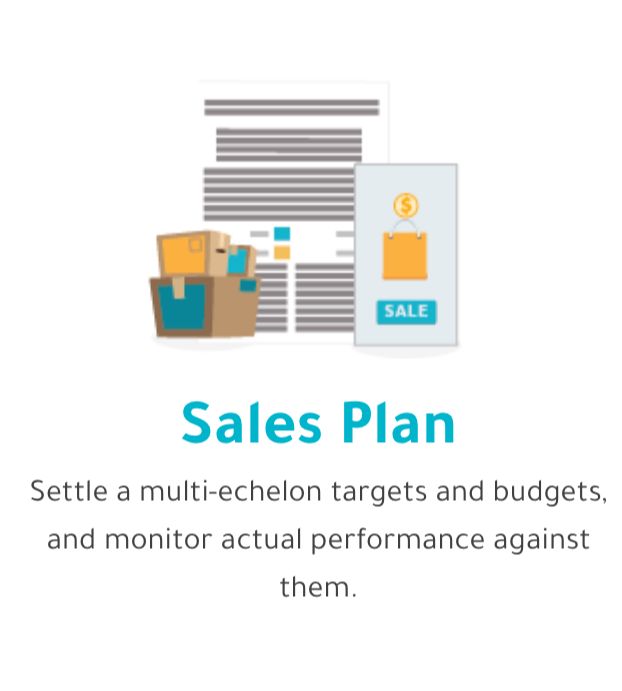 $
SALE
Sales Plan
Settle a multi-echelon targets and budgets,
and monitor actual performance against
them.